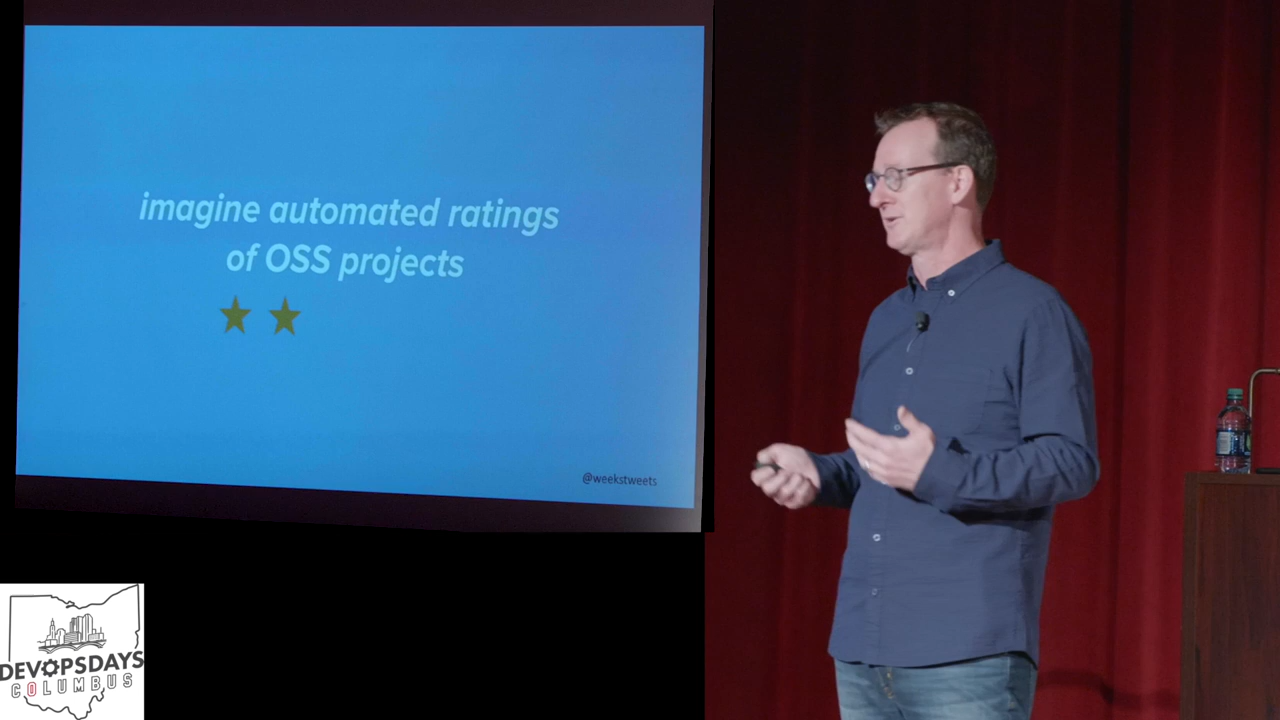 imagine automated ratings
of OSS projects
@weekstweets
DEVOPSDAYS
COLUMBUS